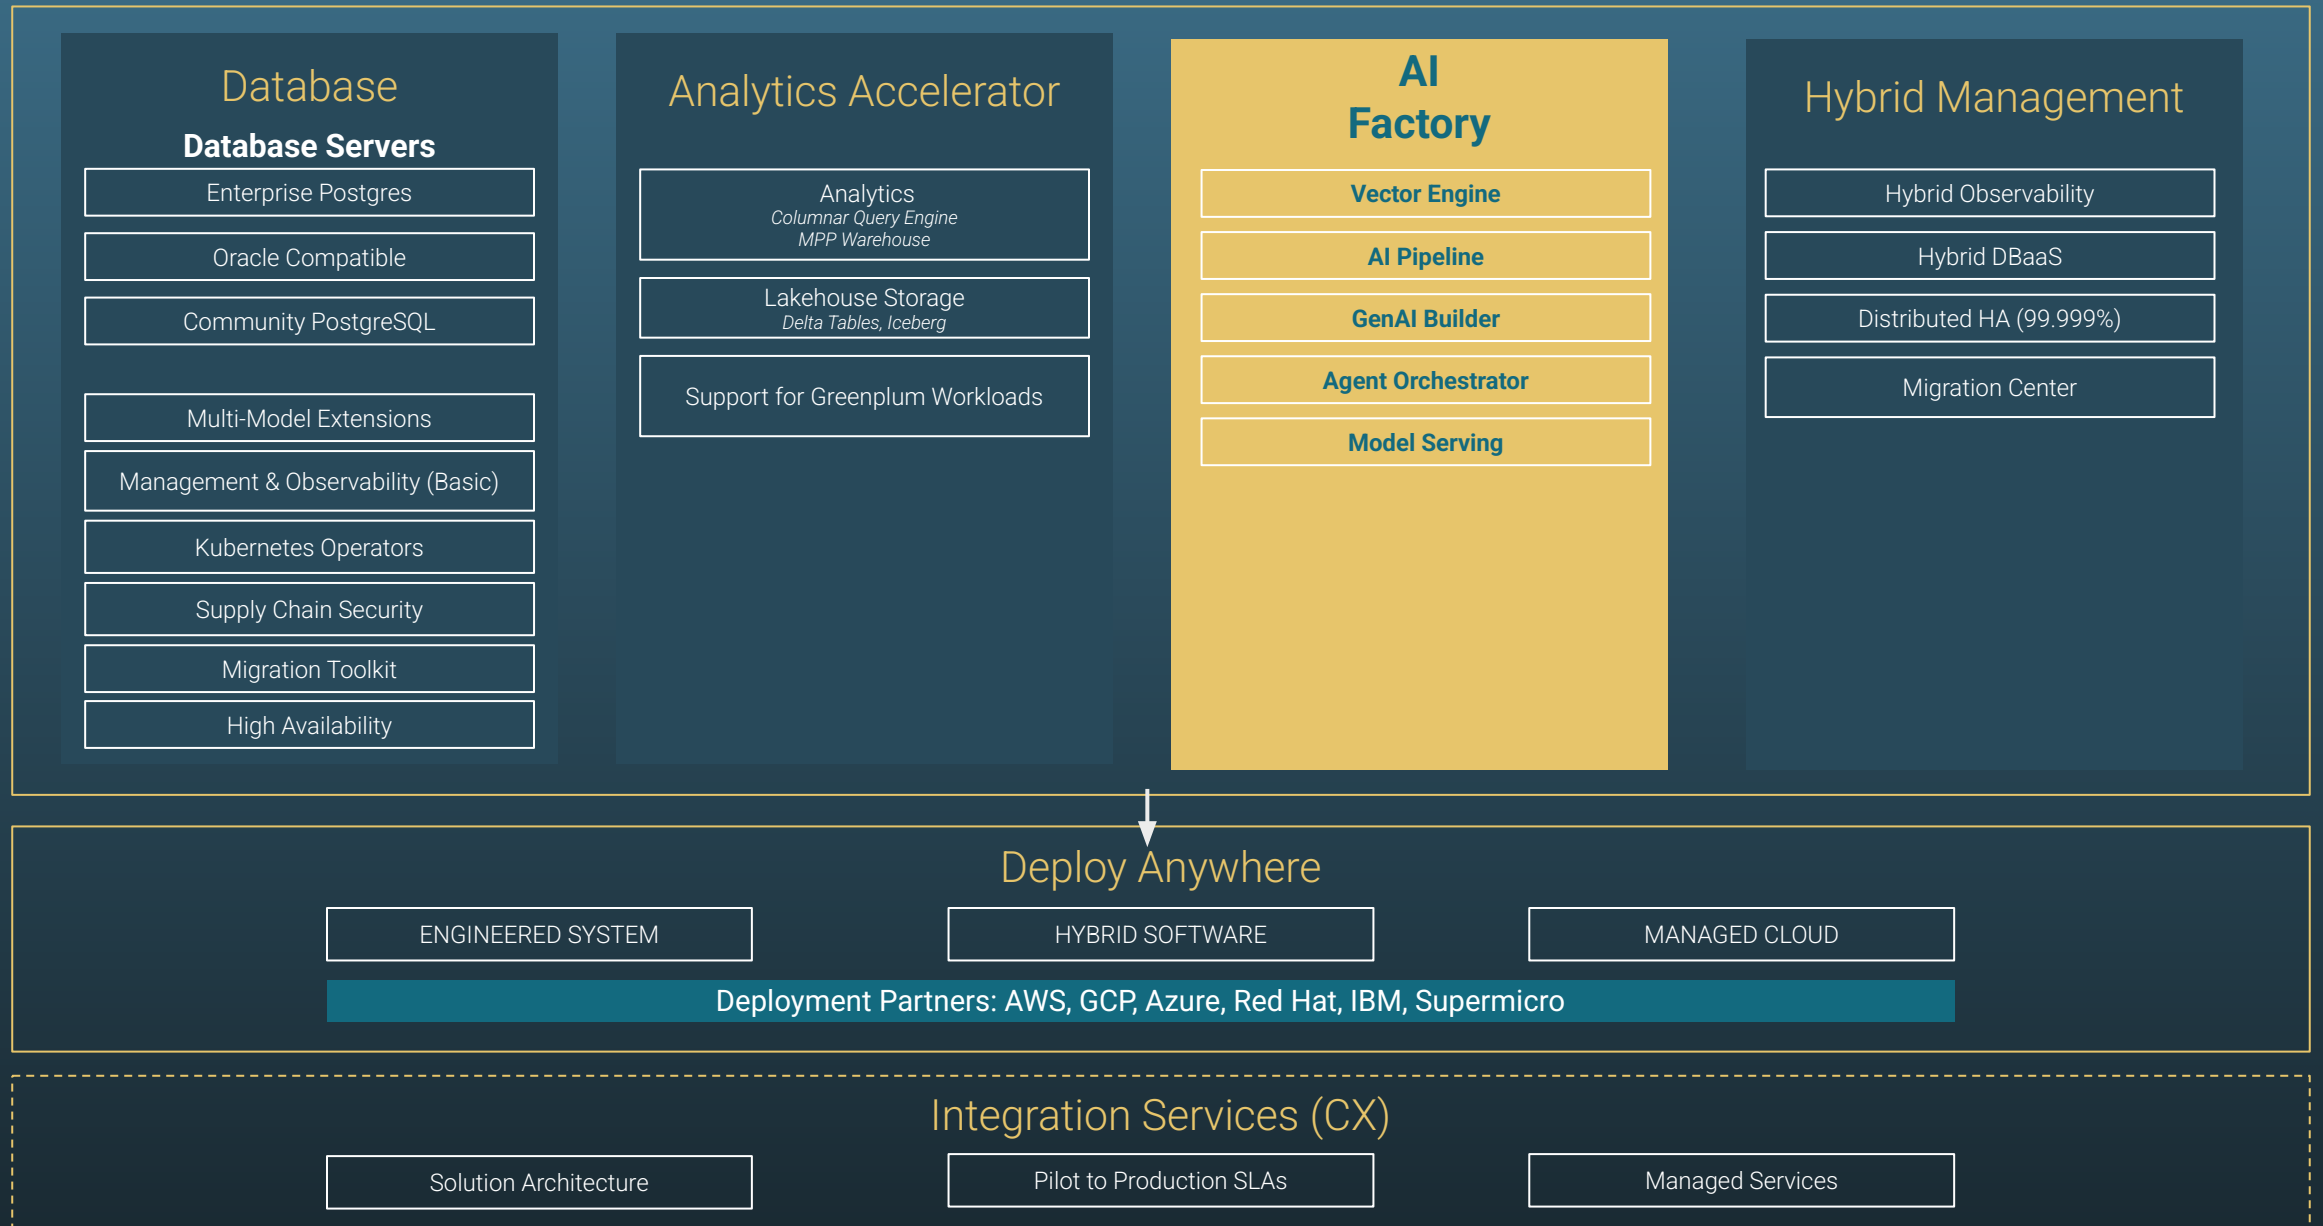 Database
Database Servers
Enterprise Postgres
Oracle Compatible
Community PostgreSQL
Multi-Model Extensions
Management & Observability (Basic)
Kubernetes Operators
Supply Chain Security
Migration Toolkit
High Availability
Analytics Accelerator
Analytics
Columnar Query Engine
MPP Warehouse
Lakehouse Storage
Delta Tables, Iceberg
Support for Greenplum Workloads
AI
Factory
Vector Engine
AI Pipeline
GenAI Builder
Agent Orchestrator
Model Serving
Hybrid Management
Hybrid Observability
Hybrid DBaaS
Distributed HA (99.999%)
Migration Center
Deploy Anywhere
ENGINEERED SYSTEM
HYBRID SOFTWARE
MANAGED CLOUD
Deployment Partners: AWS, GCP, Azure, Red Hat, IBM, Supermicro
Integration Services (CX)
Solution Architecture
Pilot to Production SLAs
Managed Services